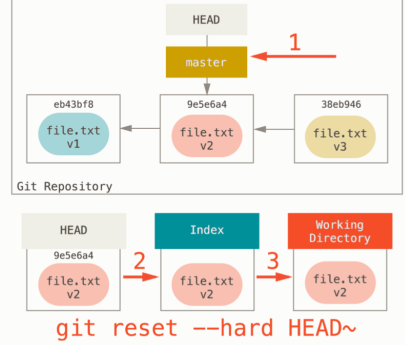 HEAD
1
master
eb43bf8
9e5e6a4
38eb946
file.txt
v1
file.txt
v2
file.txt
v3
Git Repository
HEAD
Index
Working
Directory
9e5e6a4
file.txt
v2
2
file.txt
v2
3
file.txt
v2
git reset --hard HEAD~